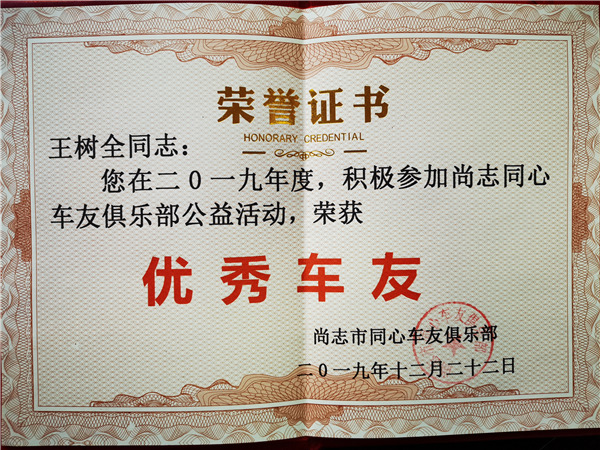 荣誉证书
HONORARY CREDENTIAL
王树全同志：
您在二0一九年度，积极参加尚志同心
车友俱乐部公益活动，荣获
优秀车友
尚志市同心车友俱乐部
二0一九年十二月二十二日